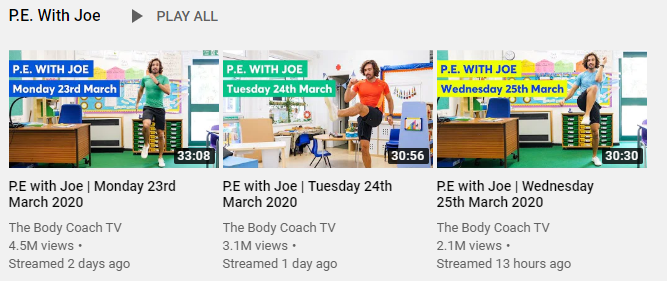 P.E. With Joe
PLAY ALL
P.E. WITH JOE
Monday 23rd March
33:08
P.E with Joe | Monday 23rd
March 2020
The Body Coach TV
4.5M views •
Streamed 2 days ago
P.E. WITH JOE
Tuesday 24th March
30:56
P.E with Joe | Tuesday 24th
March 2020
The Body Coach TV
3.1M views •
Streamed 1 day ago
P.E. WITH JOE
Wednesday 25th March
30:30
P.E with Joe | Wednesday
25th March 2020
The Body Coach TV
2.1M views •
Streamed 13 hours ago